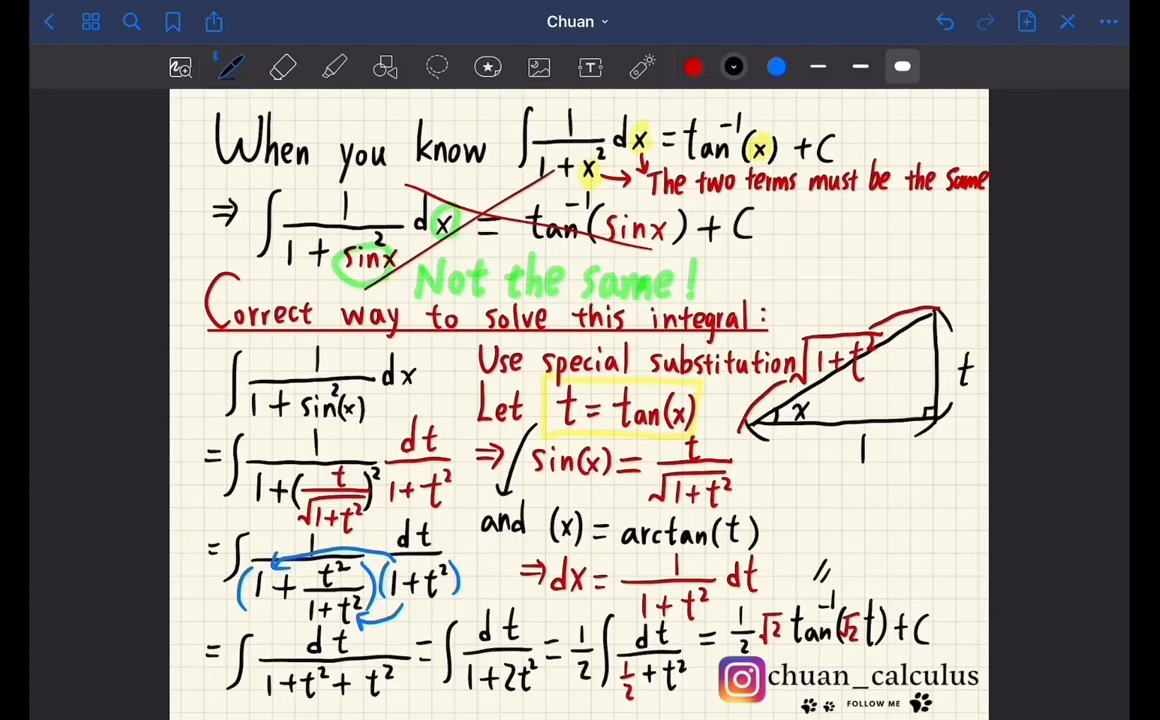 Chuan
When you know ∫ 1/(1 + x²) dx = tan⁻¹(x) + C
→ The two terms must be the same
⇒ ∫ 1/(1 + sin²x) dx = tan⁻¹(sinx) + C
Not the same!
Correct way to solve this integral:
∫ 1/(1 + sin²(x)) dx
Use special substitution
Let t = tan(x)
√(1+t²)
t
x
1
= ∫ 1/(1+(t/√(1+t²))²) dt/(1+t²)
⇒ sin(x) = t/√(1+t²)
and (x) = arctan(t)
= ∫ 1/(1 + t²/(1+t²)) dt/(1+t²)
⇒ dx = 1/(1+t²) dt
= ∫ dt/(1+t²+t²) = ∫ dt/(1+2t²) = 1/2 ∫ dt/(1/2 + t²) = 1/2 √2 tan⁻¹(√2 t) + C
〃
chuan_calculus
FOLLOW ME